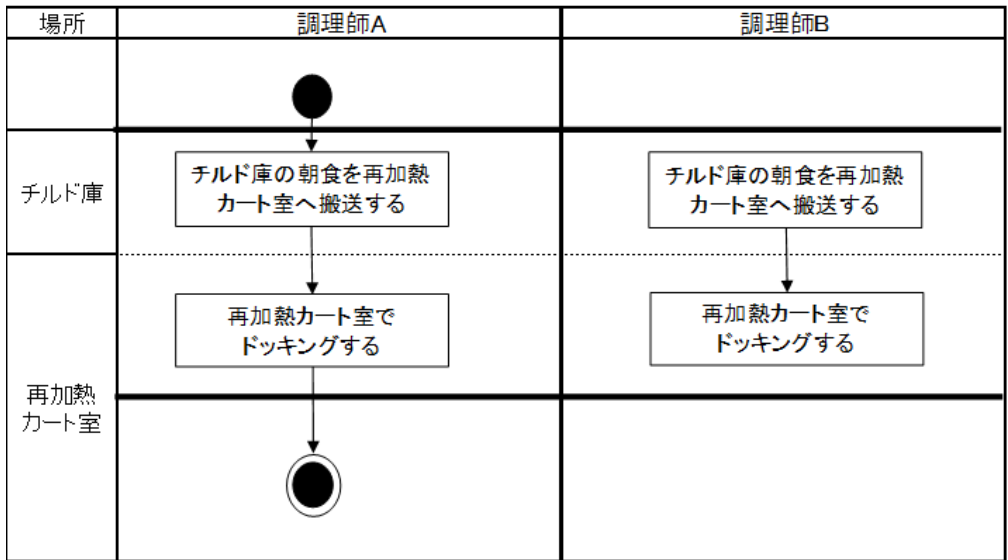 場所
調理師A
調理師B
チルド庫
チルド庫の朝食を再加熱
カート室へ搬送する
チルド庫の朝食を再加熱
カート室へ搬送する
再加熱
カート室
再加熱カート室で
ドッキングする
再加熱カート室で
ドッキングする